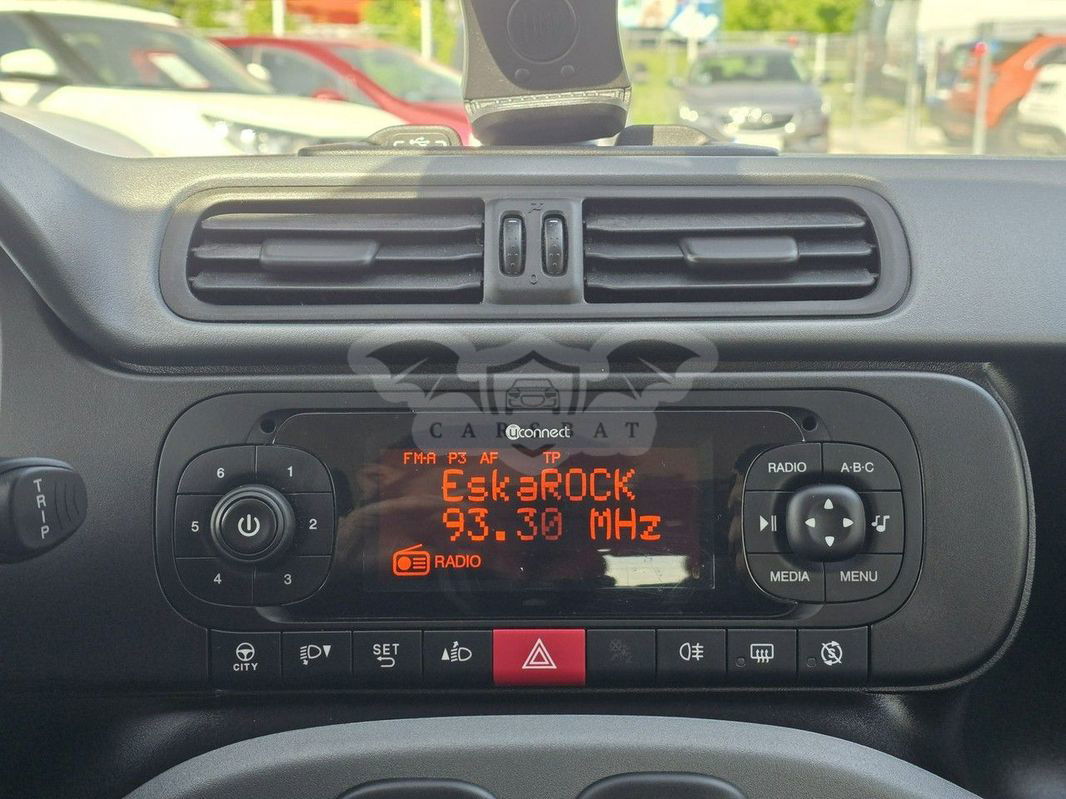 CARSBAT
uconnect
FM-A P3 AF TP
EskaROCK
93.30 MHz
RADIO
TRIP
6 1
5 2
4 3
RADIO A·B·C
MEDIA MENU
CITY
SET